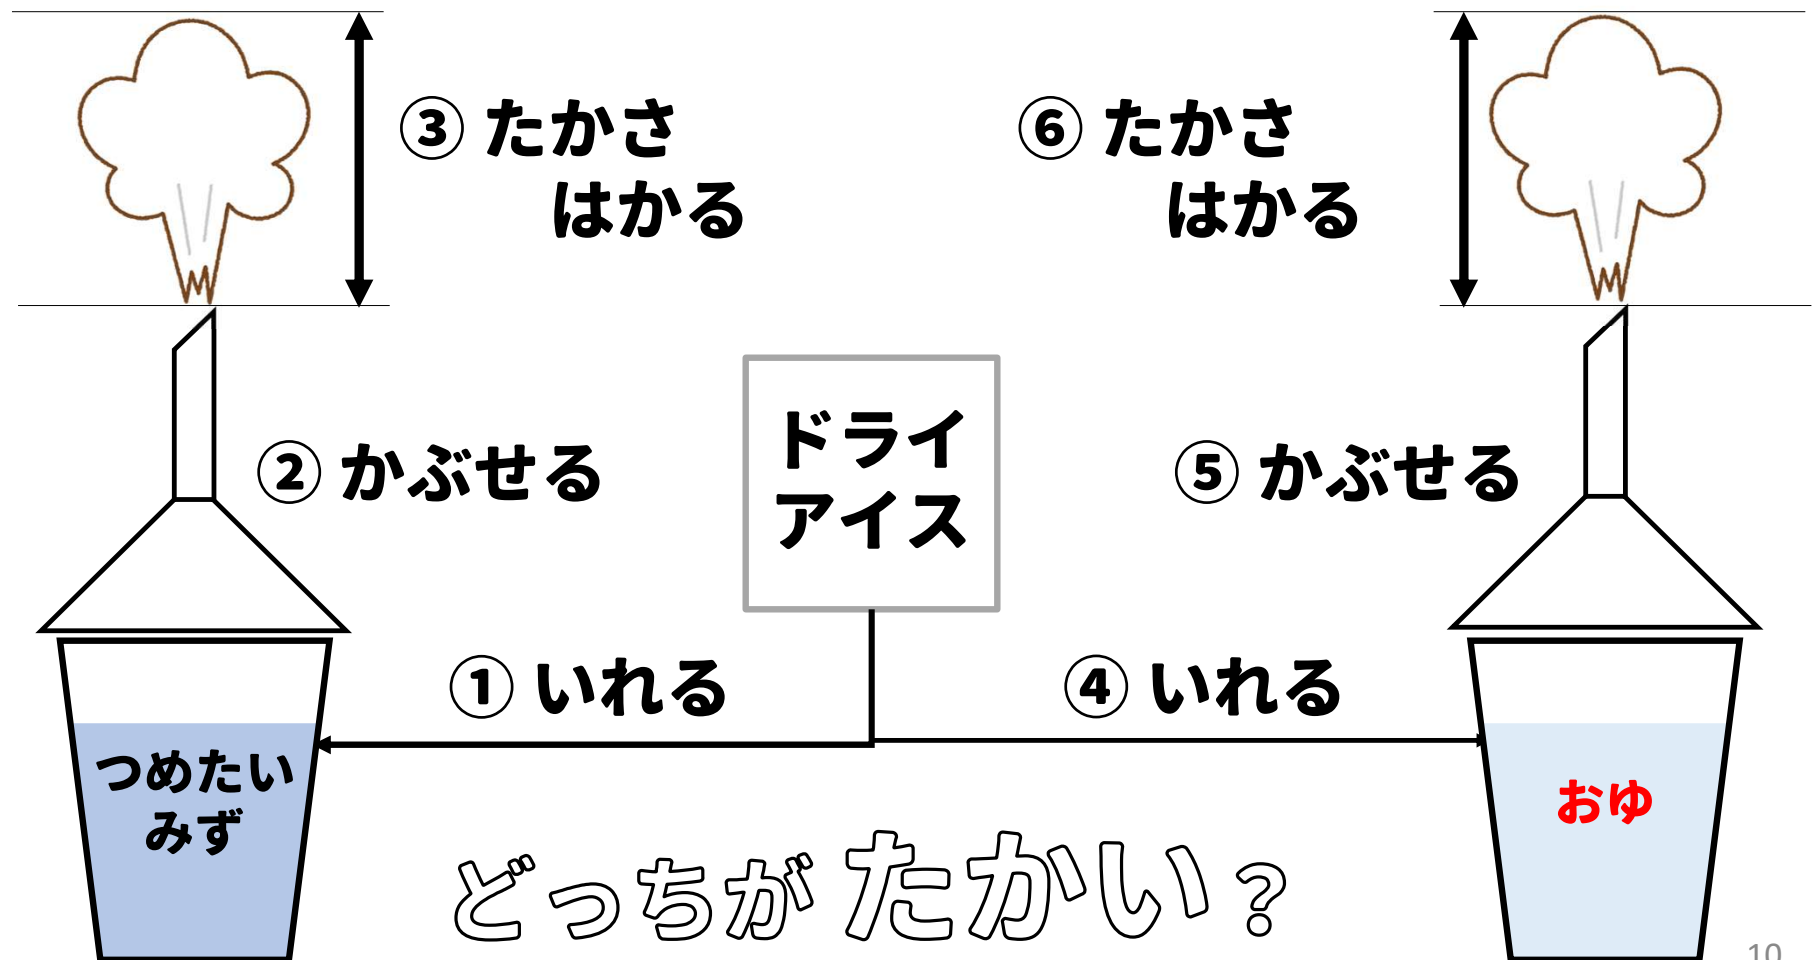 ③ たかさ
はかる
⑥ たかさ
はかる
② かぶせる
ドライ
アイス
⑤ かぶせる
① いれる
④ いれる
つめたい
みず
おゆ
どっちが たかい？
10